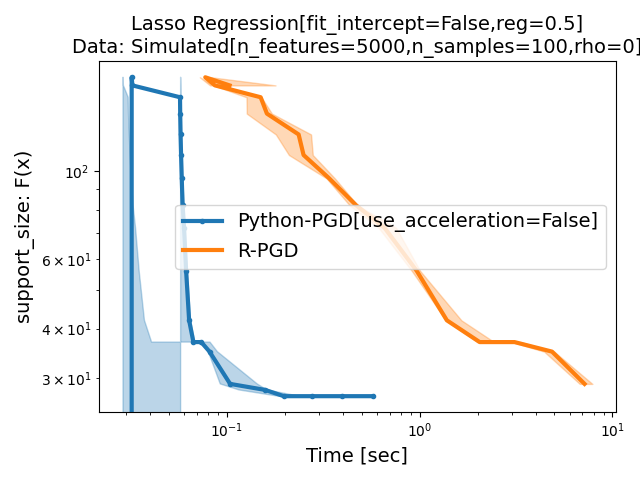 Lasso Regression[fit_intercept=False,reg=0.5]
Data: Simulated[n_features=5000,n_samples=100,rho=0]
support_size: F(x)
10²
6 × 10¹
4 × 10¹
3 × 10¹
Python-PGD[use_acceleration=False]
R-PGD
10⁻¹
10⁰
10¹
Time [sec]